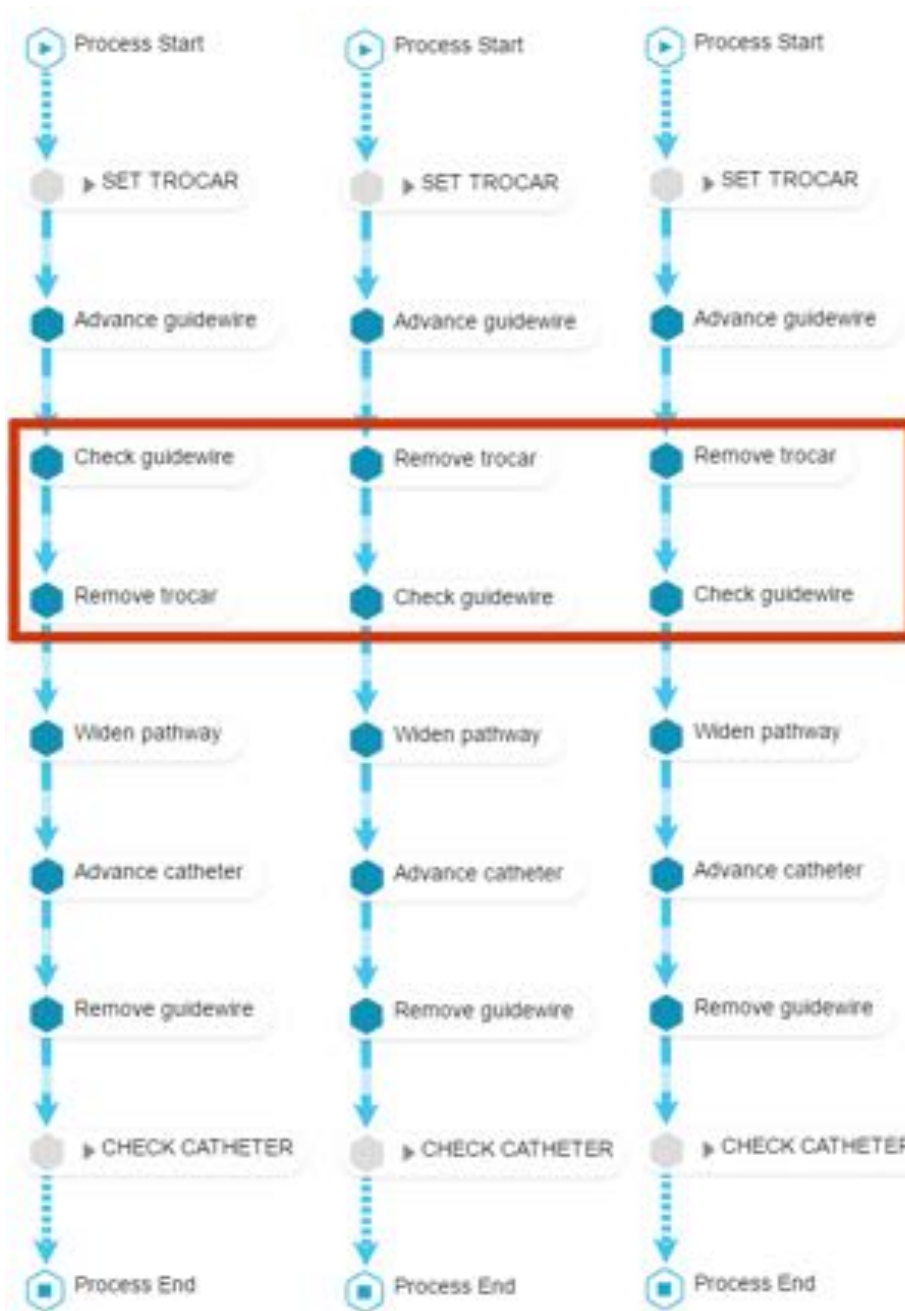 Process Start
SET TROCAR
Advance guidewire
Check guidewire
Remove trocar
Widen pathway
Advance catheter
Remove guidewire
CHECK CATHETER
Process End
Process Start
SET TROCAR
Advance guidewire
Remove trocar
Check guidewire
Widen pathway
Advance catheter
Remove guidewire
CHECK CATHETER
Process End
Process Start
SET TROCAR
Advance guidewire
Remove trocar
Check guidewire
Widen pathway
Advance catheter
Remove guidewire
CHECK CATHETER
Process End